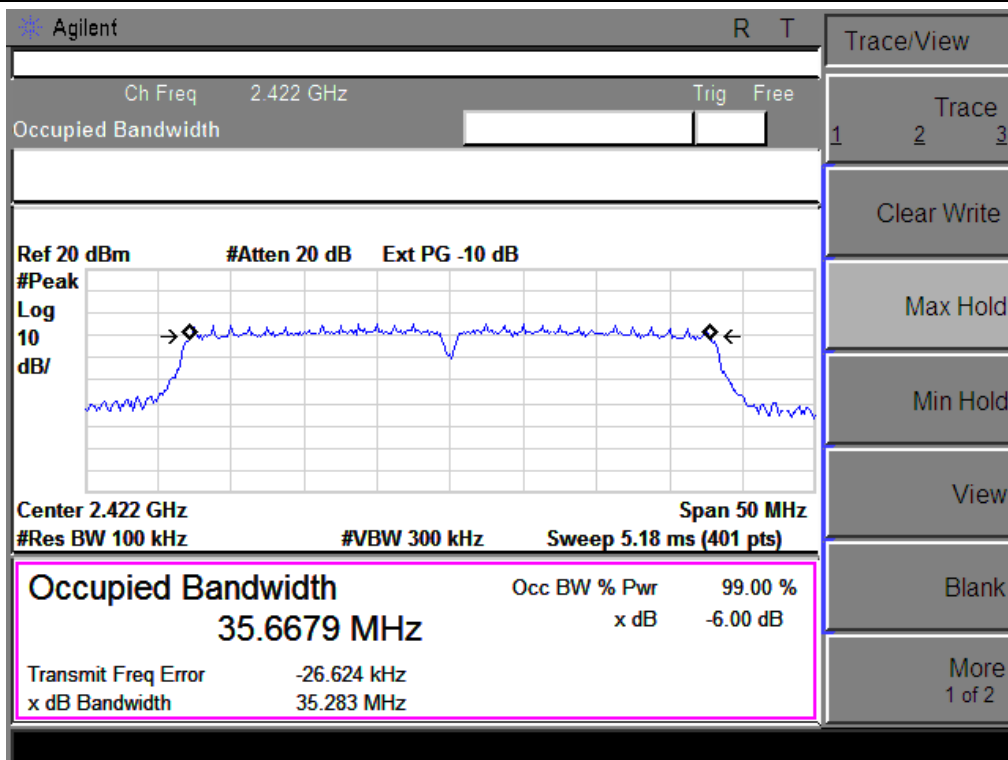 Agilent R T
Trace/View
Ch Freq 2.422 GHz Trig Free
Occupied Bandwidth
Trace
1 2 3
Clear Write
Ref 20 dBm #Atten 20 dB Ext PG -10 dB
#Peak
Log
10
dB/
Max Hold
Min Hold
View
Center 2.422 GHz Span 50 MHz
#Res BW 100 kHz #VBW 300 kHz Sweep 5.18 ms (401 pts)
Occupied Bandwidth
35.6679 MHz
Occ BW % Pwr 99.00 %
x dB -6.00 dB
Transmit Freq Error -26.624 kHz
x dB Bandwidth 35.283 MHz
Blank
More
1 of 2